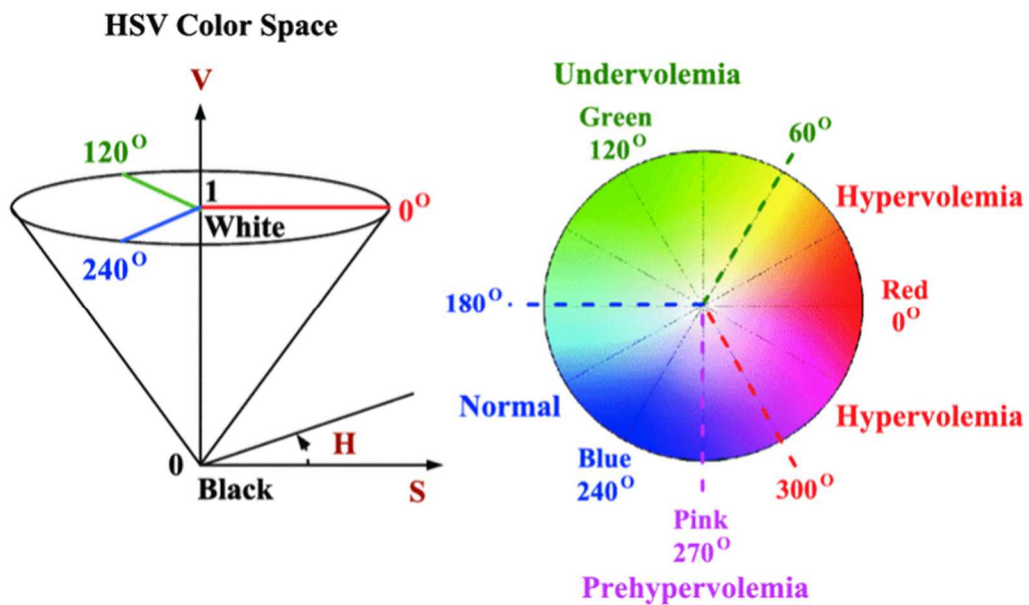 HSV Color Space
V
120°
1
White
0°
240°
0
H
Black
S
Undervolemia
Green
120°
60°
Hypervolemia
180°
Red
0°
Normal
Hypervolemia
Blue
240°
300°
Pink
270°
Prehypervolemia